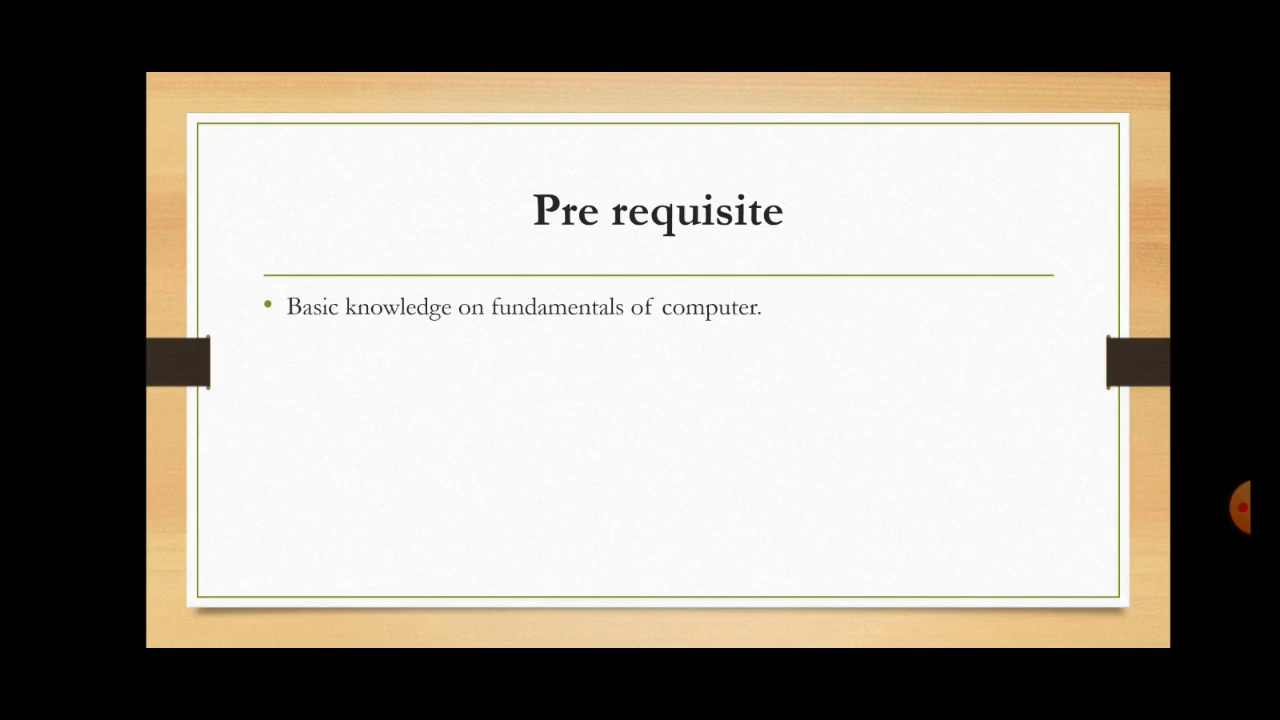 Pre requisite
• Basic knowledge on fundamentals of computer.